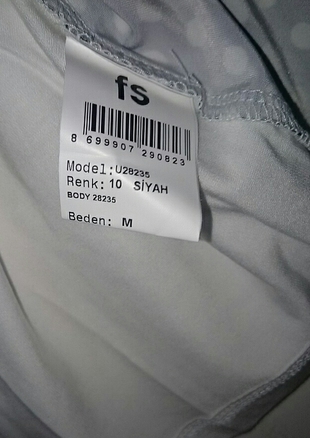 fs
8 699907 290823
Model:U28235
Renk: 10 SİYAH
BODY 28235
Beden: M